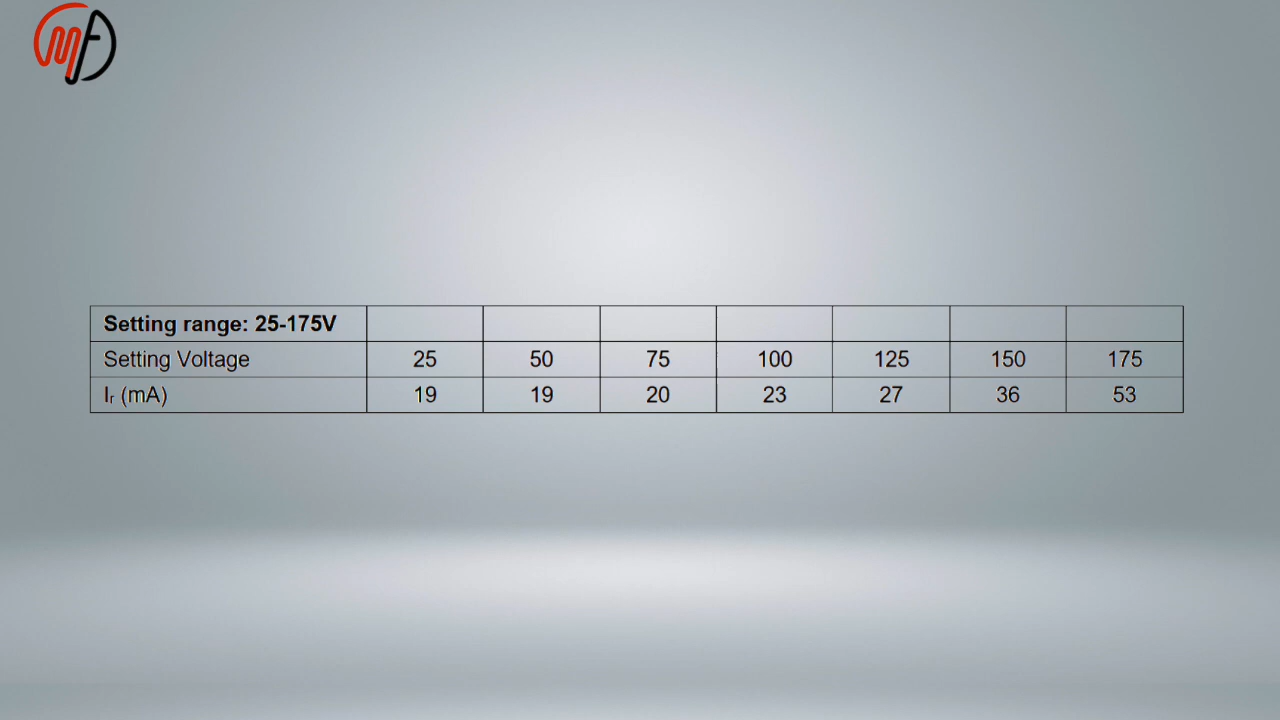 Setting range: 25-175V
Setting Voltage 25 50 75 100 125 150 175
Ir (mA) 19 19 20 23 27 36 53